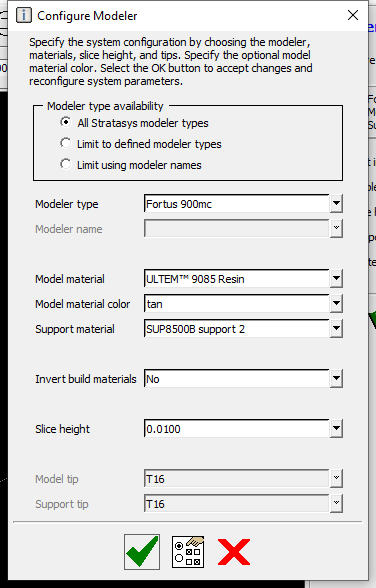 Configure Modeler
Specify the system configuration by choosing the modeler,
materials, slice height, and tips. Specify the optional model
material color. Select the OK button to accept changes and
reconfigure system parameters.
Modeler type availability
All Stratasys modeler types
Limit to defined modeler types
Limit using modeler names
Modeler type Fortus 900mc
Modeler name
Model material ULTEM™ 9085 Resin
Model material color tan
Support material SUP8500B support 2
Invert build materials No
Slice height 0.0100
Model tip T16
Support tip T16